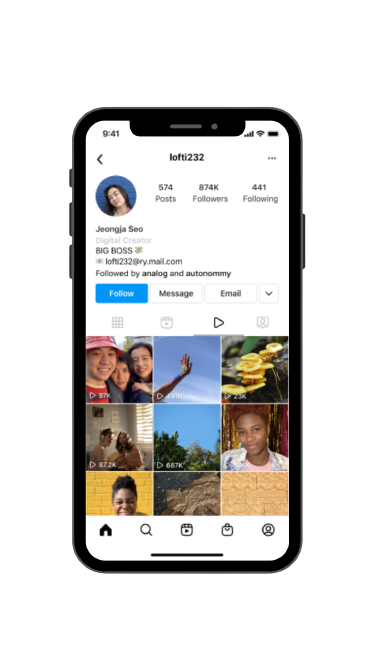 9:41
lofti232
574 874K 441
Posts Followers Following
Jeongja Seo
Digital Creator
BIG BOSS
lofti232@ry.mail.com
Followed by analog and autonommy
Follow Message Email
97K 441K 23K
87.2K 667K